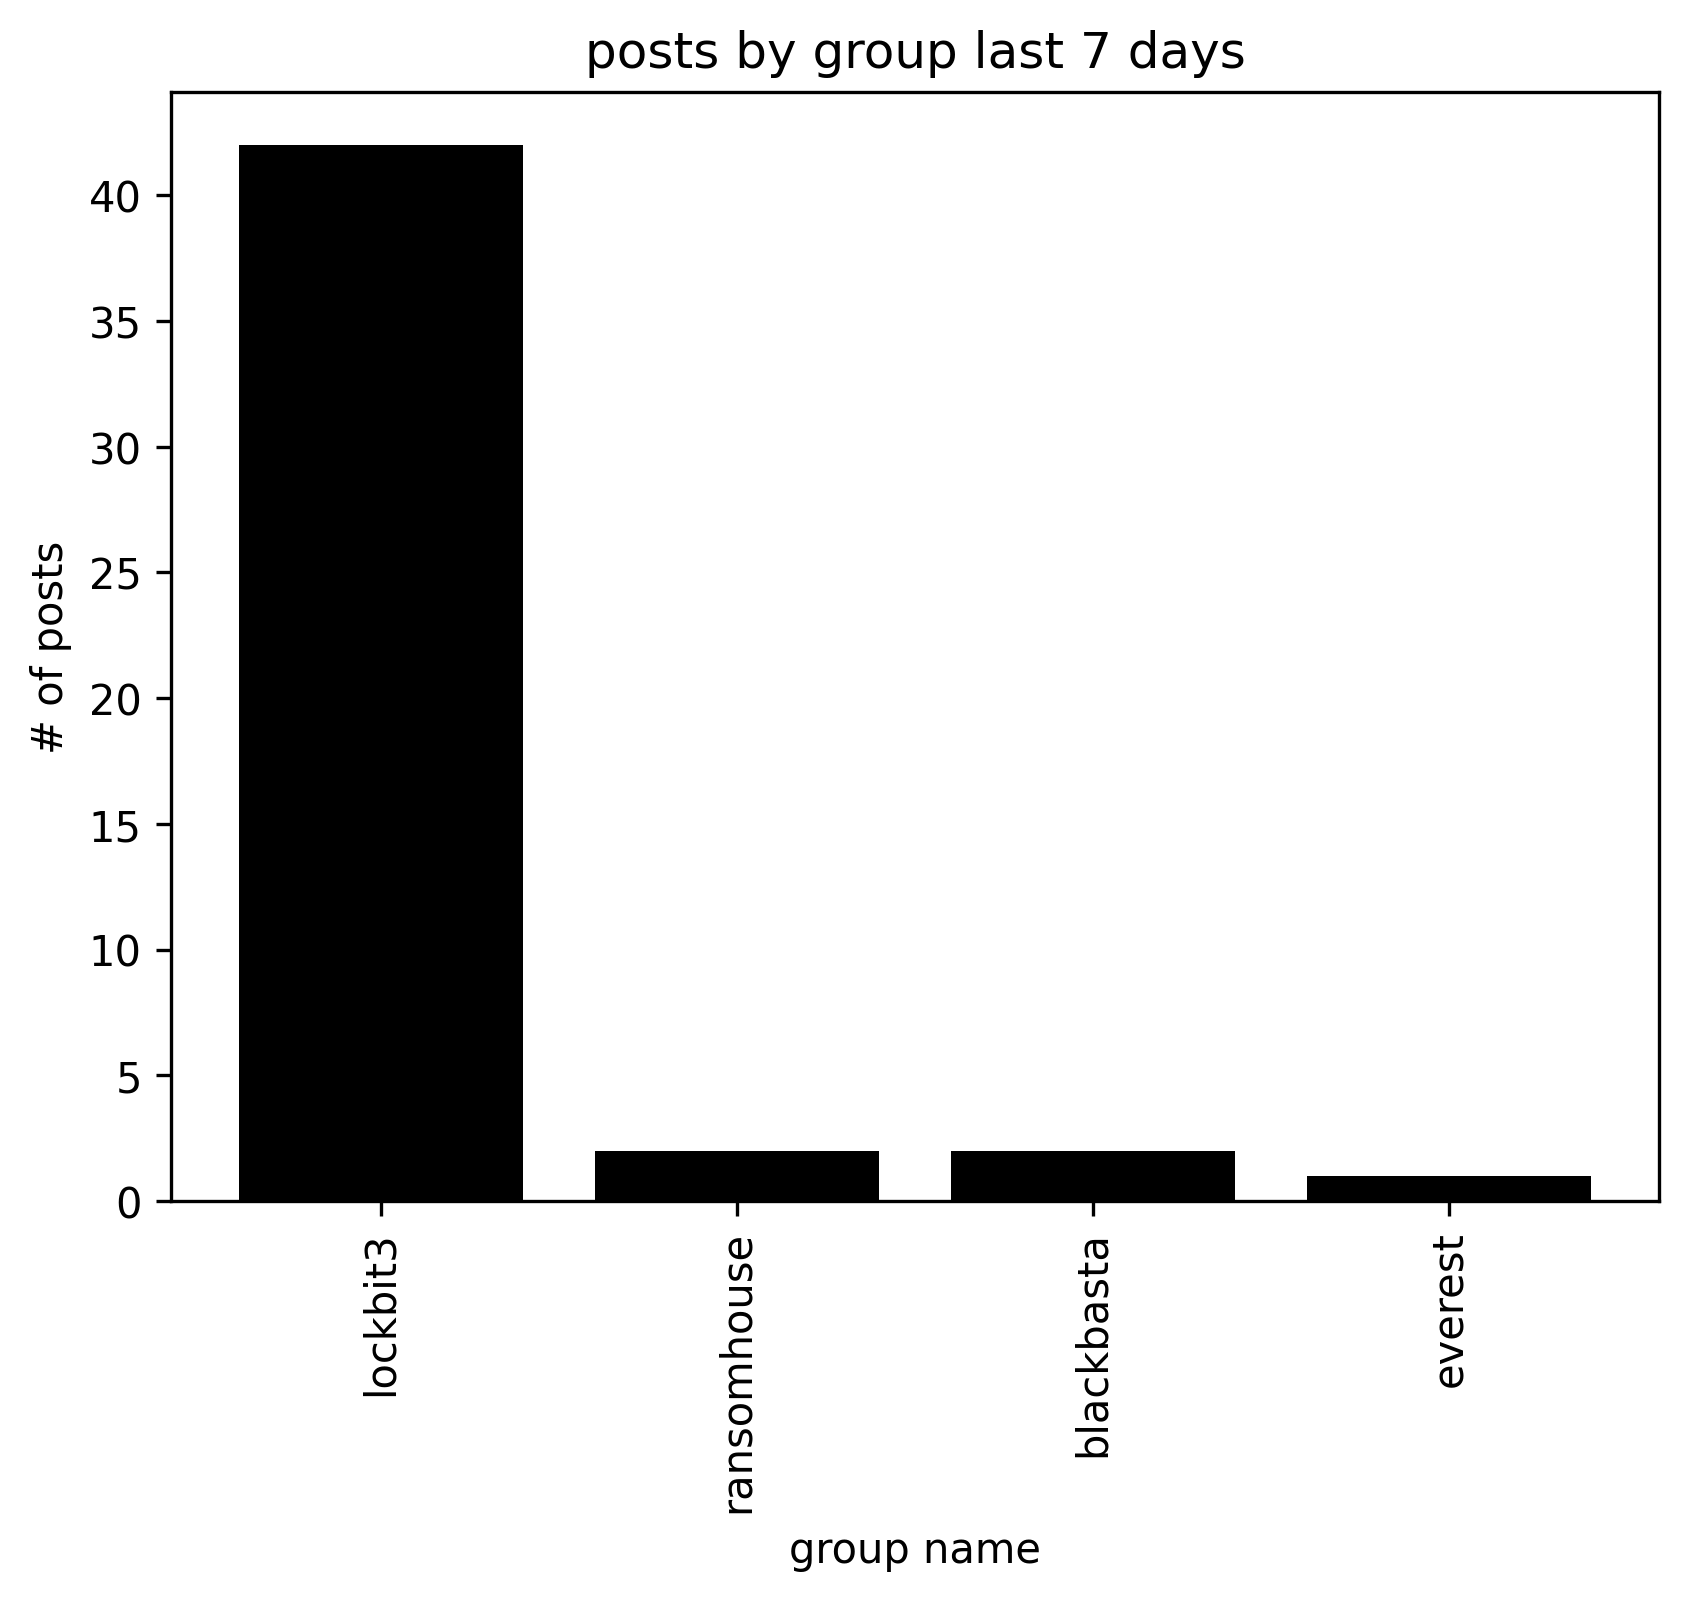 posts by group last 7 days
# of posts
40
35
30
25
20
15
10
5
0
lockbit3
ransomhouse
blackbasta
everest
group name